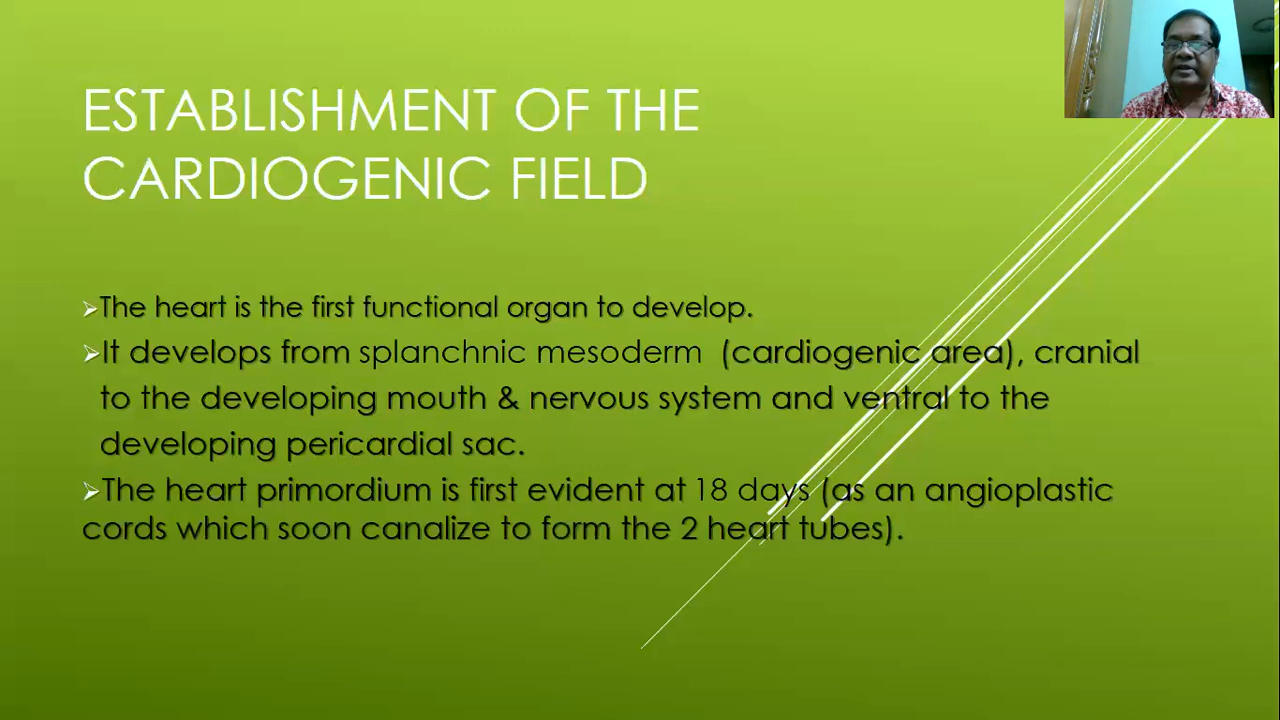 ESTABLISHMENT OF THE
CARDIOGENIC FIELD
➢The heart is the first functional organ to develop.
➢It develops from splanchnic mesoderm (cardiogenic area), cranial
to the developing mouth & nervous system and ventral to the
developing pericardial sac.
➢The heart primordium is first evident at 18 days (as an angioplastic
cords which soon canalize to form the 2 heart tubes).